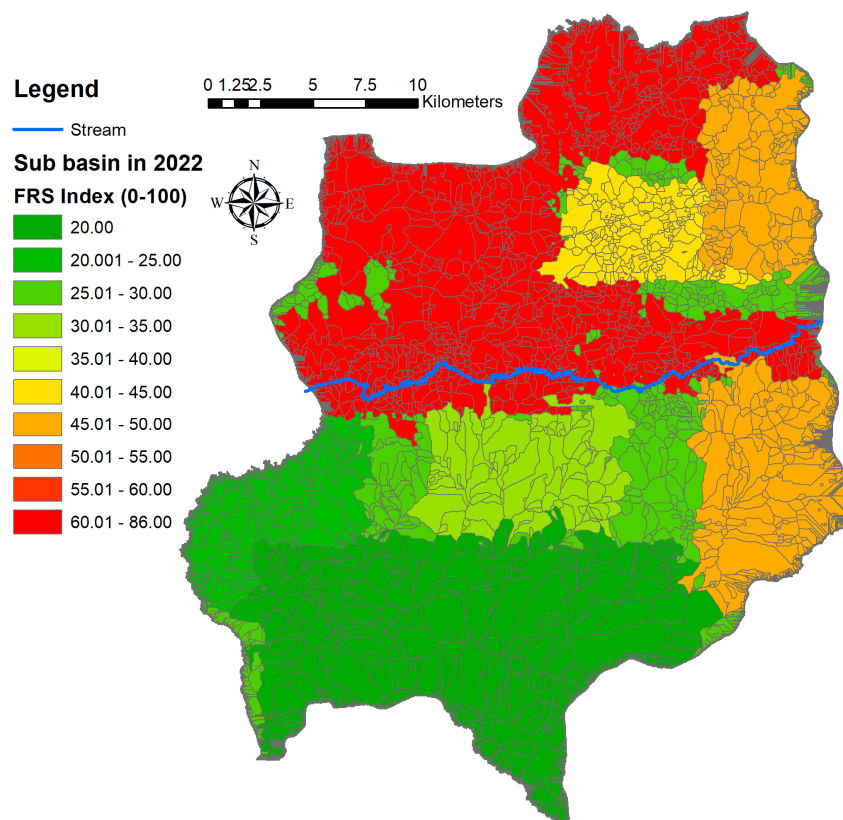 Legend
0 1.252.5 5 7.5 10
Kilometers
Stream
Sub basin in 2022
N
FRS Index (0-100)
W E
S
20.00
20.001 - 25.00
25.01 - 30.00
30.01 - 35.00
35.01 - 40.00
40.01 - 45.00
45.01 - 50.00
50.01 - 55.00
55.01 - 60.00
60.01 - 86.00